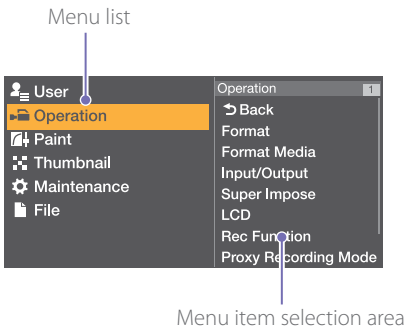 Menu list
User
Operation
Paint
Thumbnail
Maintenance
File
Operation 1
Back
Format
Format Media
Input/Output
Super Impose
LCD
Rec Function
Proxy Recording Mode
Menu item selection area